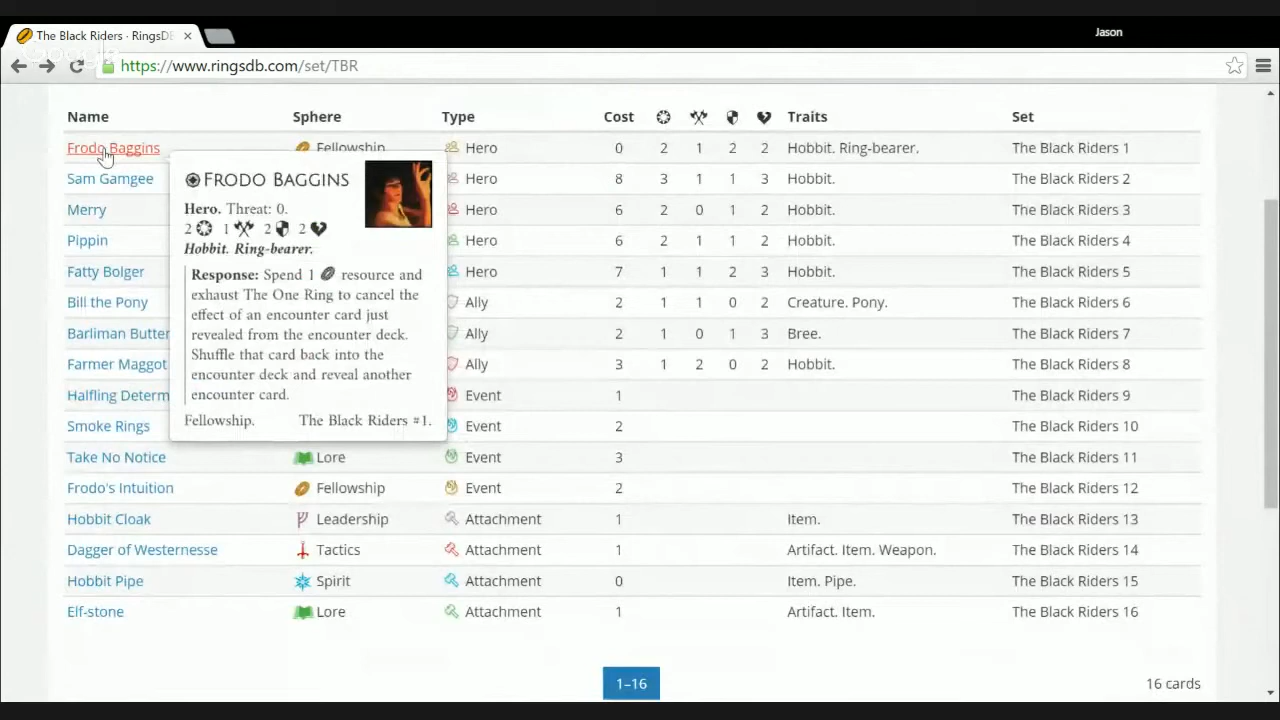 The Black Riders · RingsDB
Jason
https://www.ringsdb.com/set/TBR
Name Sphere Type Cost Traits Set
Frodo Baggins Fellowship Hero 0 2 1 2 2 Hobbit. Ring-bearer. The Black Riders 1
Sam Gamgee Hero 8 3 1 1 3 Hobbit. The Black Riders 2
Merry Hero 6 2 0 1 2 Hobbit. The Black Riders 3
Pippin Hero 6 2 1 1 2 Hobbit. The Black Riders 4
Fatty Bolger Hero 7 1 1 2 3 Hobbit. The Black Riders 5
Bill the Pony Ally 2 1 1 0 2 Creature. Pony. The Black Riders 6
Barliman Butter Ally 2 1 0 1 3 Bree. The Black Riders 7
Farmer Maggot Ally 3 1 2 0 2 Hobbit. The Black Riders 8
Halfling Determ Event 1 The Black Riders 9
Smoke Rings Event 2 The Black Riders 10
Take No Notice Lore Event 3 The Black Riders 11
Frodo's Intuition Fellowship Event 2 The Black Riders 12
Hobbit Cloak Leadership Attachment 1 Item. The Black Riders 13
Dagger of Westernesse Tactics Attachment 1 Artifact. Item. Weapon. The Black Riders 14
Hobbit Pipe Spirit Attachment 0 Item. Pipe. The Black Riders 15
Elf-stone Lore Attachment 1 Artifact. Item. The Black Riders 16
FRODO BAGGINS
Hero. Threat: 0.
2 1 2 2
Hobbit. Ring-bearer.
Response: Spend 1 resource and
exhaust The One Ring to cancel the
effect of an encounter card just
revealed from the encounter deck.
Shuffle that card back into the
encounter deck and reveal another
encounter card.
Fellowship. The Black Riders #1.
1–16
16 cards